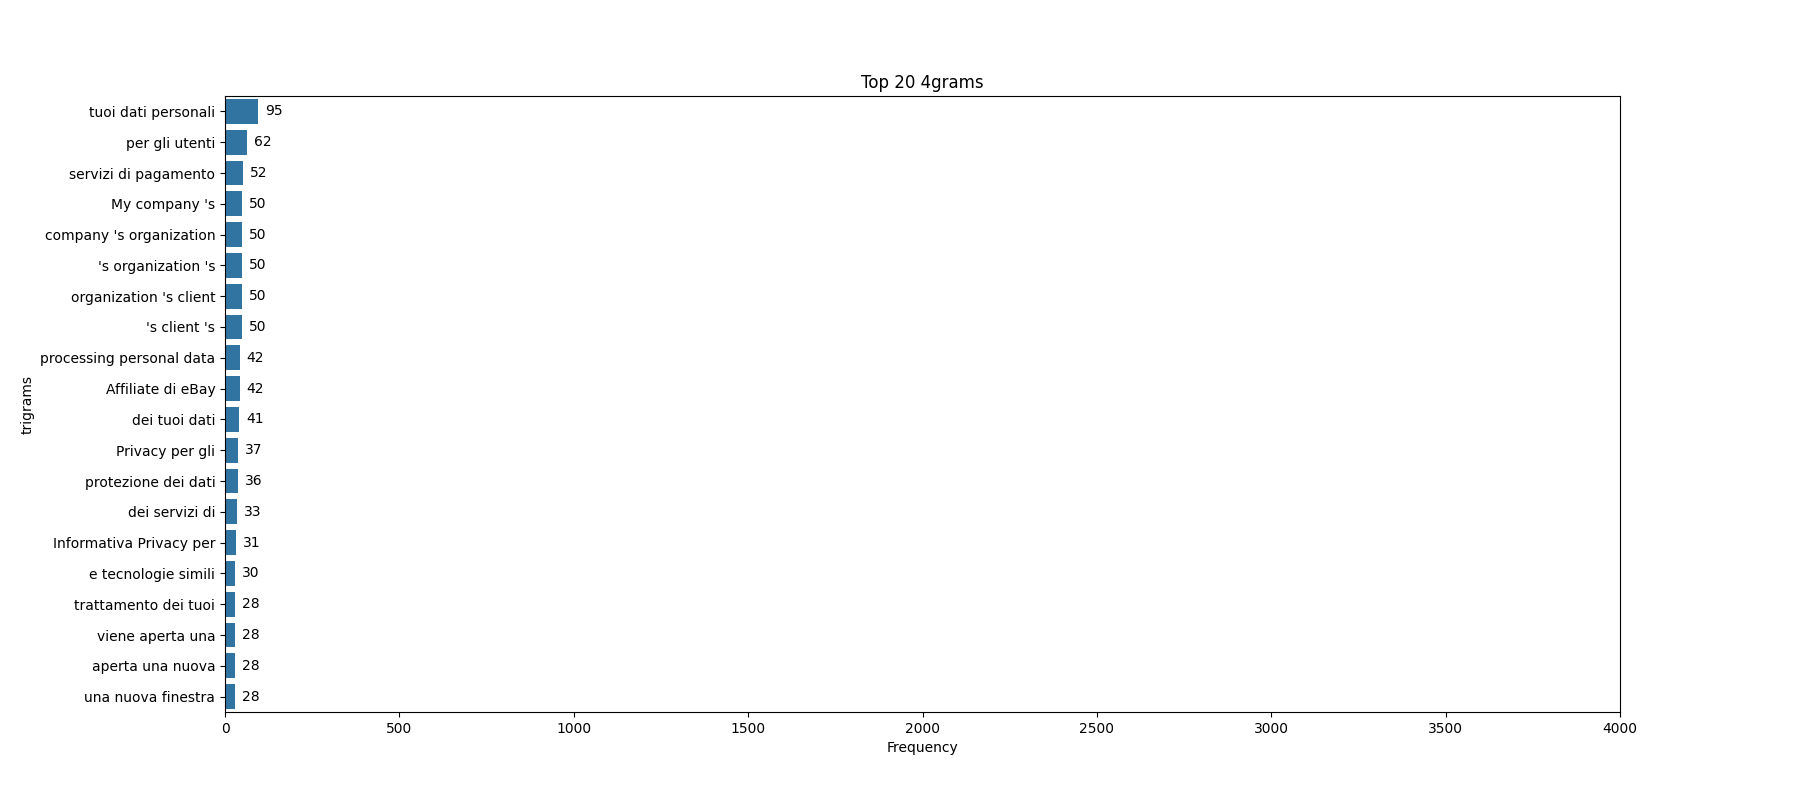 Top 20 4grams
trigrams
tuoi dati personali 95
per gli utenti 62
servizi di pagamento 52
My company 's 50
company 's organization 50
's organization 's 50
organization 's client 50
's client 's 50
processing personal data 42
Affiliate di eBay 42
dei tuoi dati 41
Privacy per gli 37
protezione dei dati 36
dei servizi di 33
Informativa Privacy per 31
e tecnologie simili 30
trattamento dei tuoi 28
viene aperta una 28
aperta una nuova 28
una nuova finestra 28
0 500 1000 1500 2000 2500 3000 3500 4000
Frequency